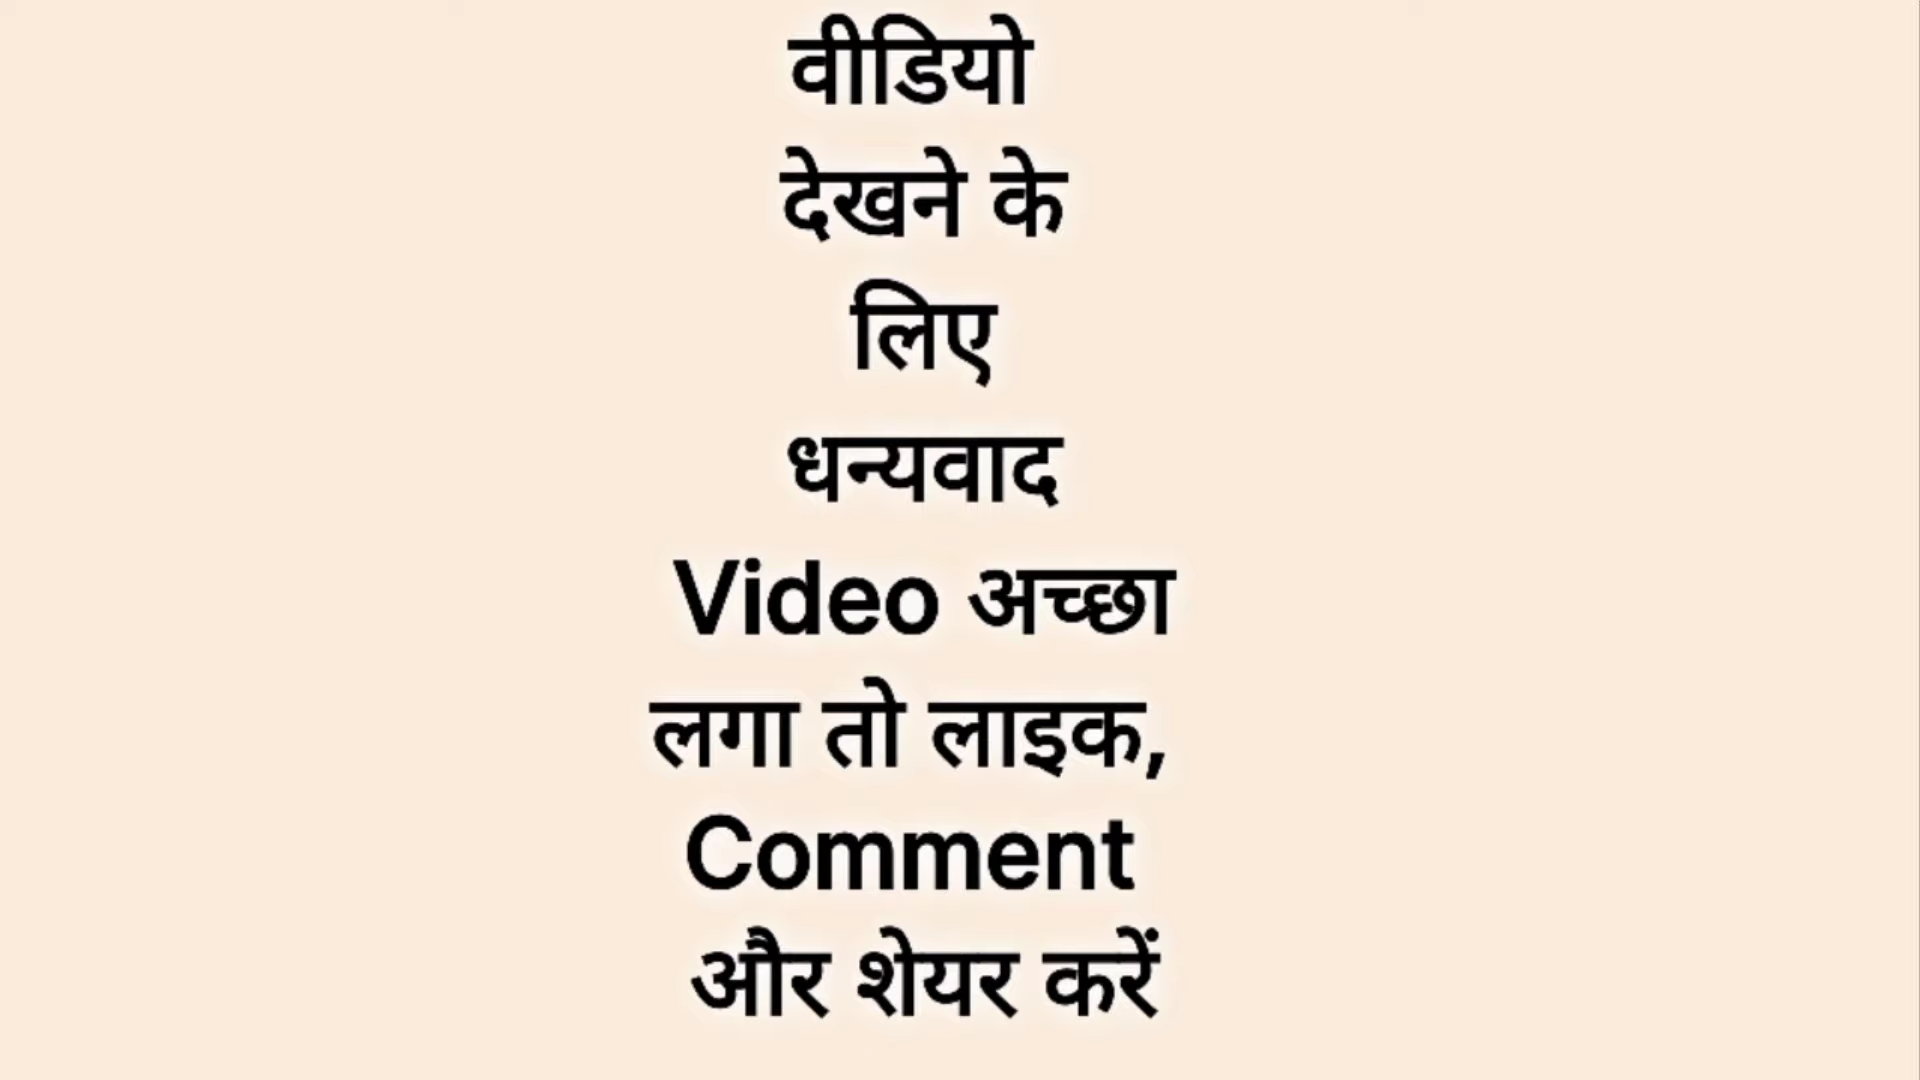 वीडियो
देखने के
लिए
धन्यवाद
Video अच्छा
लगा तो लाइक,
Comment
और शेयर करें